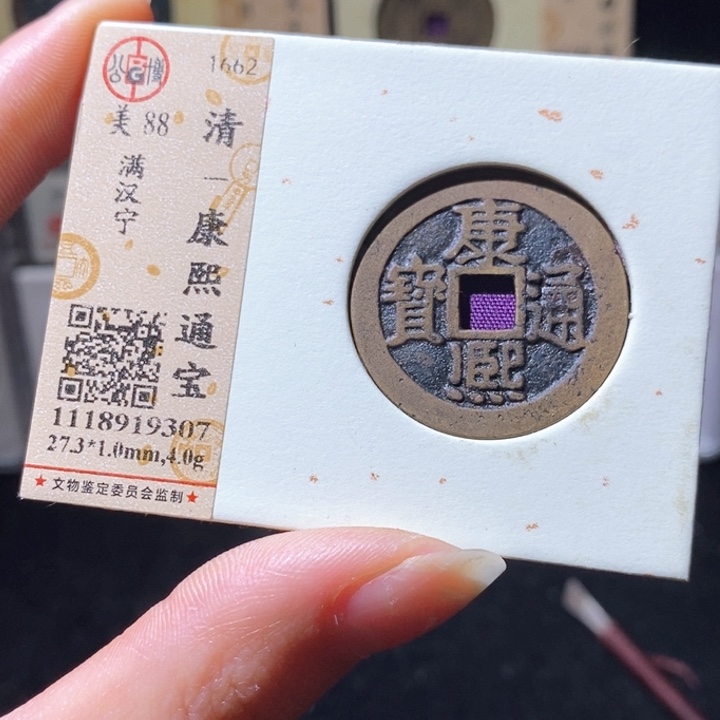 公博
G
1662
美 88
满汉宁
清一康熙通宝
1118919307
27.3*1.0mm,4.0g
★文物鉴定委员会监制★
康熙通寶